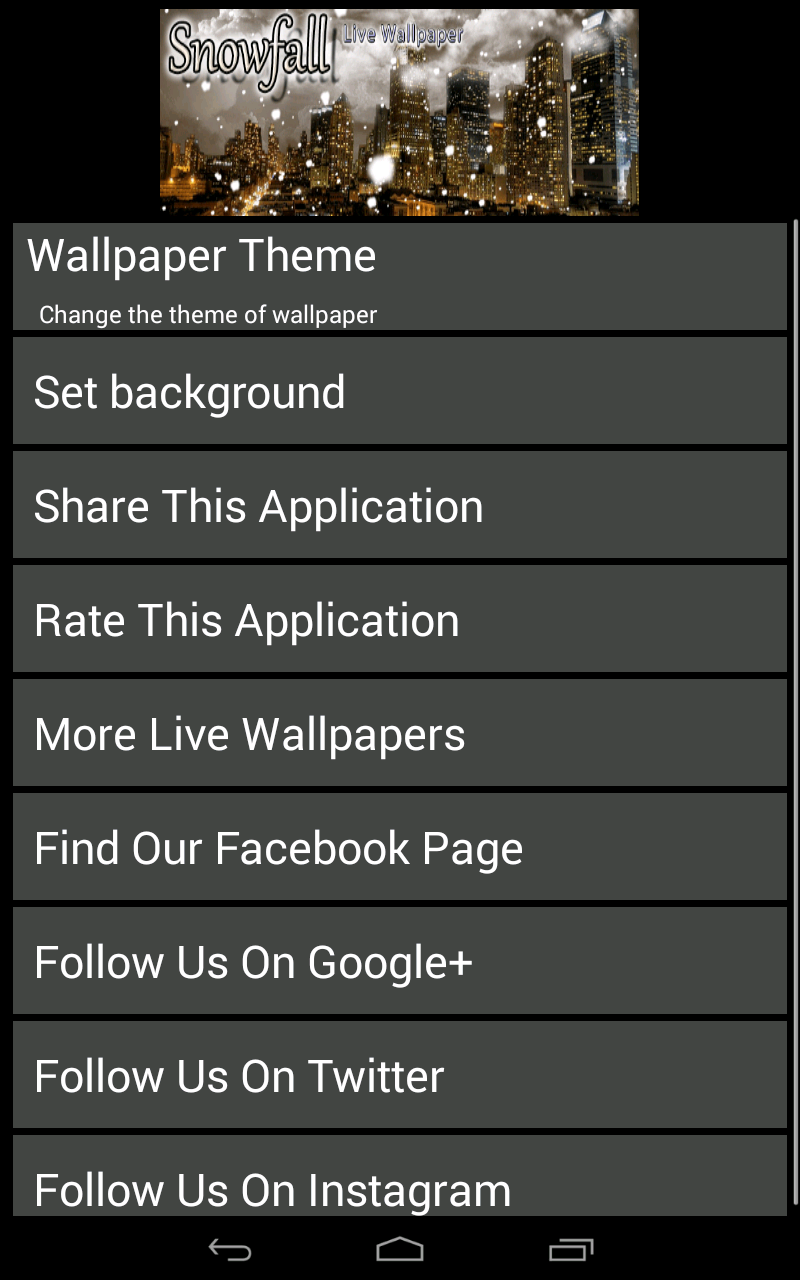 Snowfall Live Wallpaper
Wallpaper Theme
Change the theme of wallpaper
Set background
Share This Application
Rate This Application
More Live Wallpapers
Find Our Facebook Page
Follow Us On Google+
Follow Us On Twitter
Follow Us On Instagram